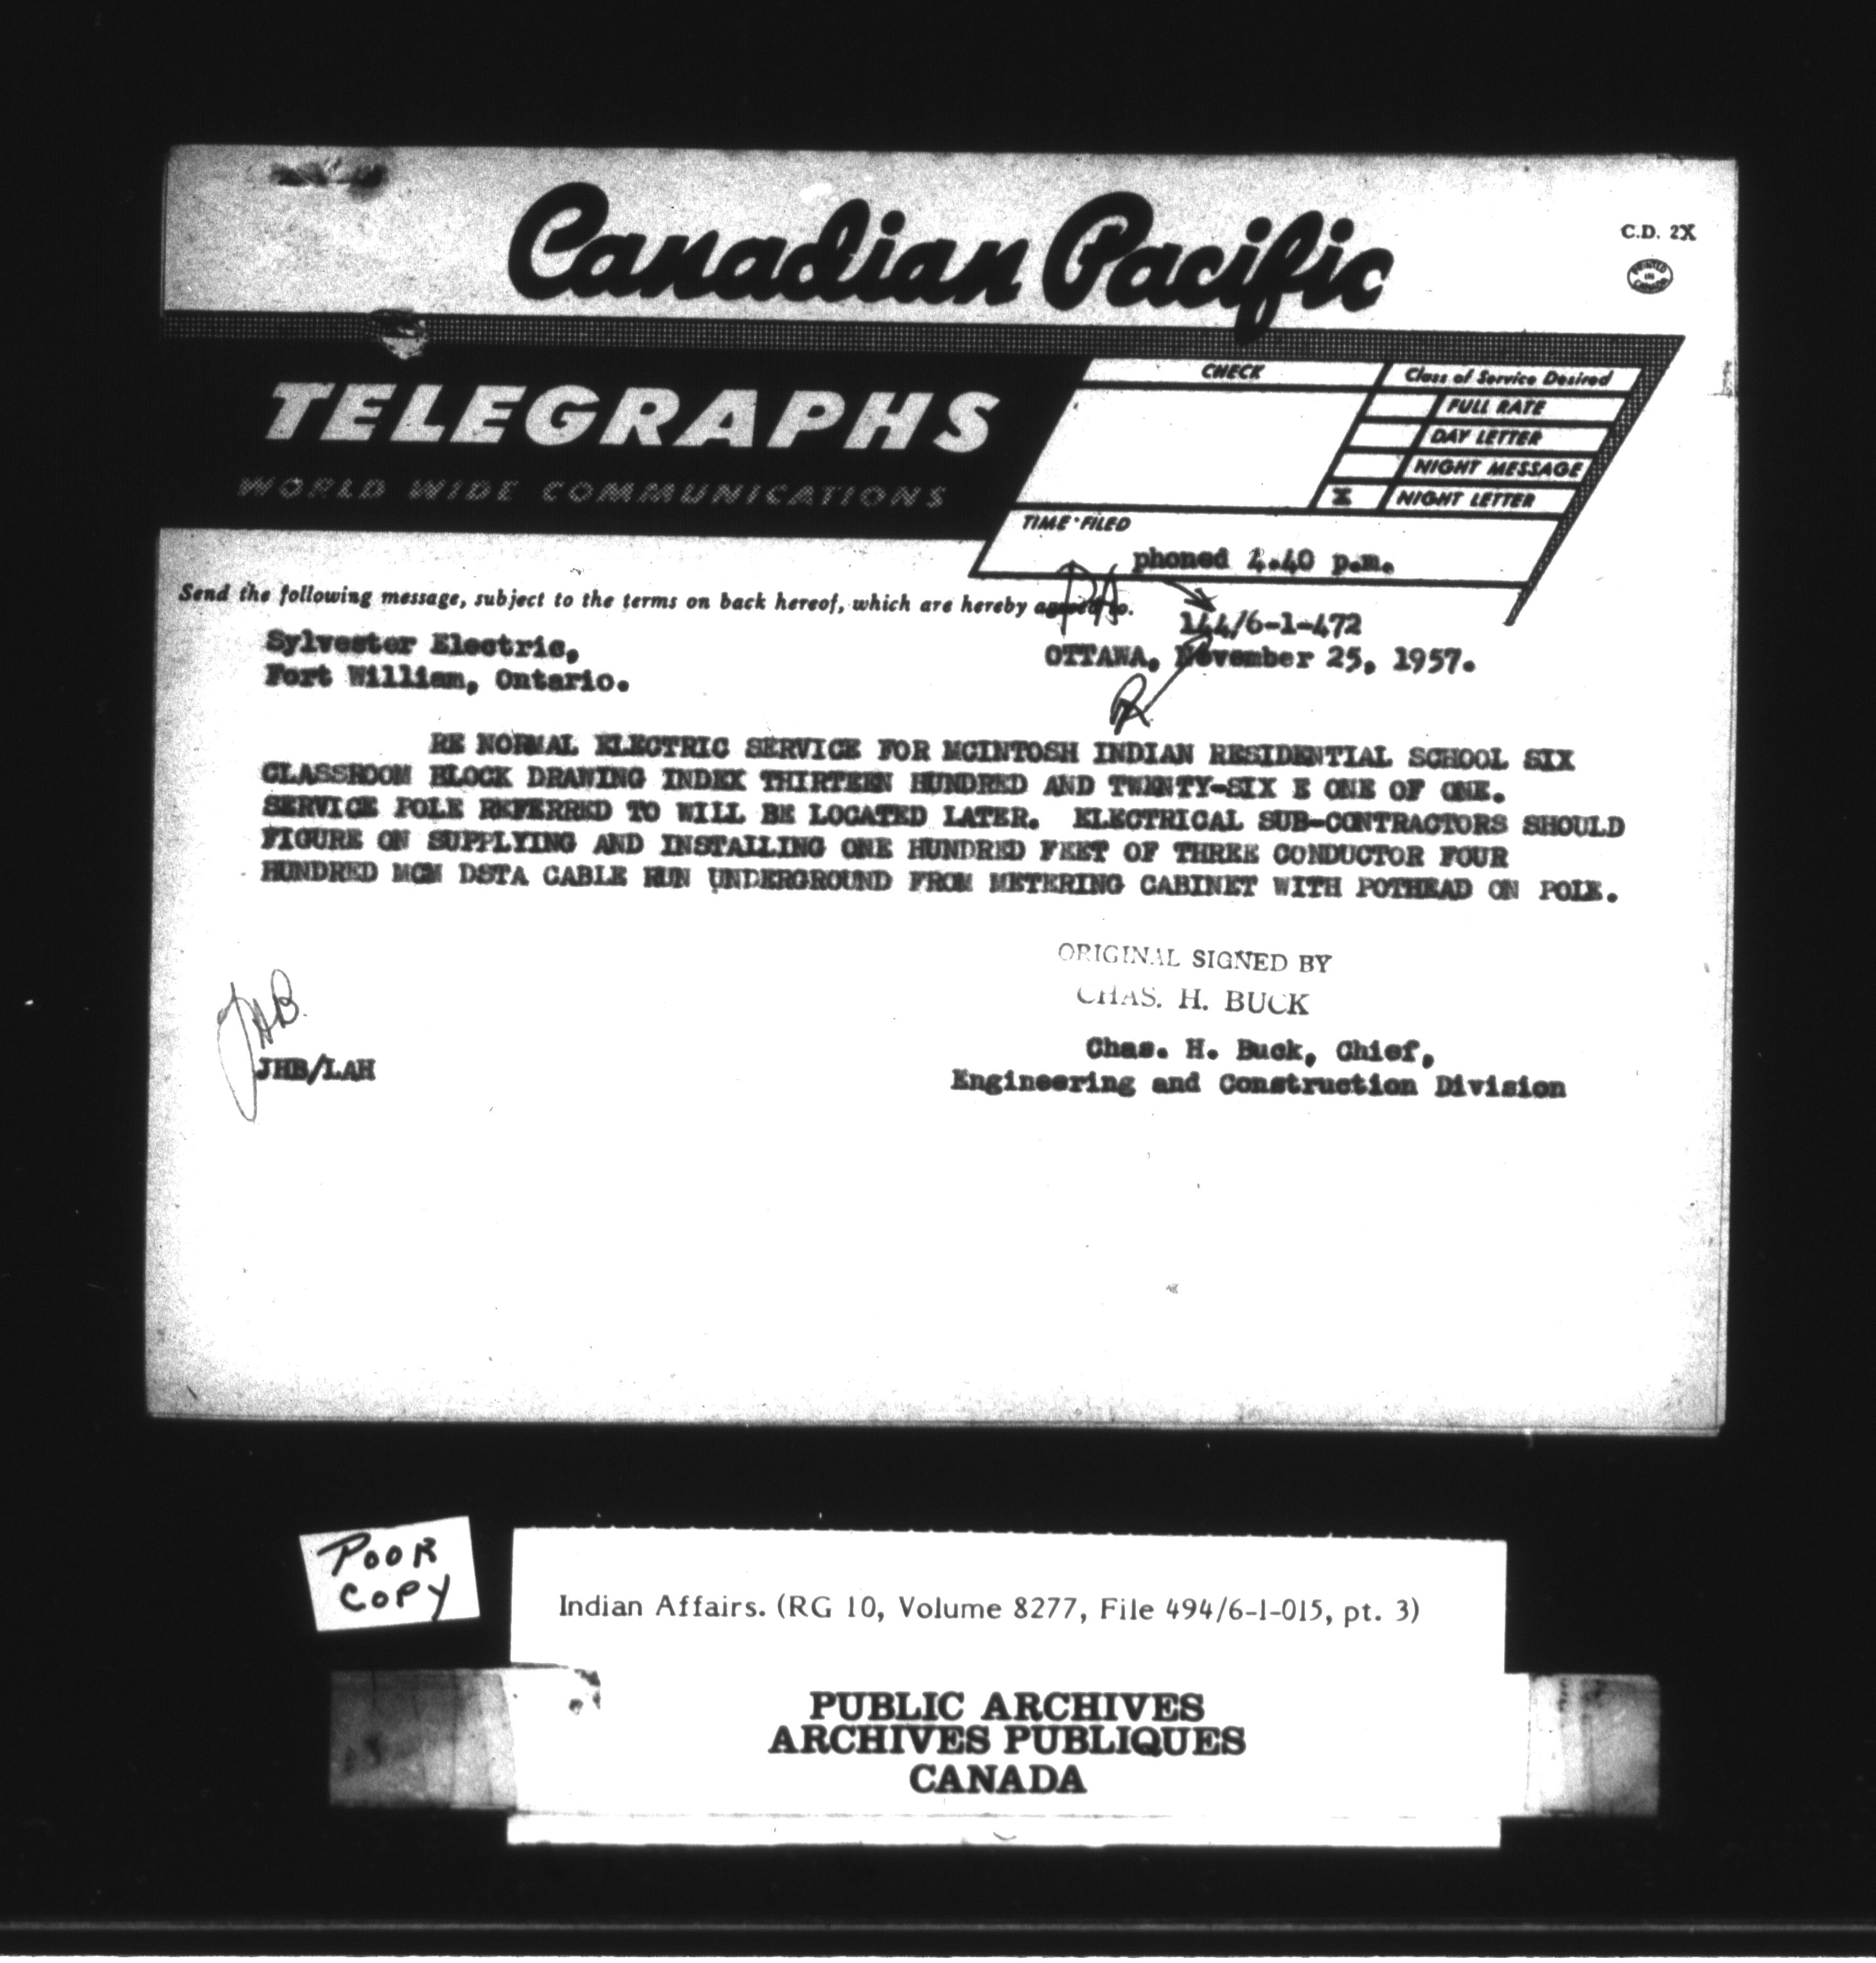 Canadian Pacific
C.D. 2X
PRINTED IN CANADA
TELEGRAPHS
WORLD WIDE COMMUNICATIONS
CHECK
Class of Service Desired
FULL RATE
DAY LETTER
NIGHT MESSAGE
X NIGHT LETTER
TIME FILED
phoned 4.40 p.m.
Send the following message, subject to the terms on back hereof, which are hereby agreed to.
PA
144/6-1-472
Sylvester Electric,
Fort William, Ontario.
OTTAWA, November 25, 1957.
RE NORMAL ELECTRIC SERVICE FOR MCINTOSH INDIAN RESIDENTIAL SCHOOL SIX
CLASSROOM BLOCK DRAWING INDEX THIRTEEN HUNDRED AND TWENTY-SIX E ONE OF ONE.
SERVICE POLE REFERRED TO WILL BE LOCATED LATER. ELECTRICAL SUB-CONTRACTORS SHOULD
FIGURE ON SUPPLYING AND INSTALLING ONE HUNDRED FEET OF THREE CONDUCTOR FOUR
HUNDRED MCM DSTA CABLE RUN UNDERGROUND FROM METERING CABINET WITH POTHEAD ON POLE.
ORIGINAL SIGNED BY
CHAS. H. BUCK
JHB.
JHB/LAH
Chas. H. Buck, Chief,
Engineering and Construction Division
POOR
COPY
Indian Affairs. (RG 10, Volume 8277, File 494/6-1-015, pt. 3)
PUBLIC ARCHIVES
ARCHIVES PUBLIQUES
CANADA